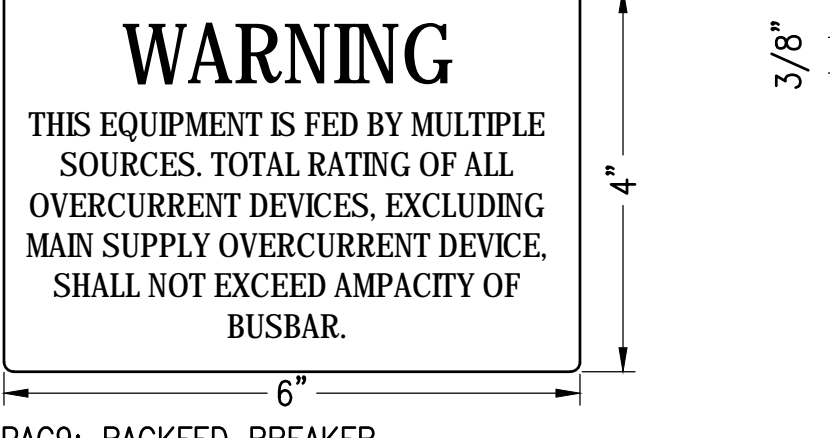 WARNING
THIS EQUIPMENT IS FED BY MULTIPLE
SOURCES. TOTAL RATING OF ALL
OVERCURRENT DEVICES, EXCLUDING
MAIN SUPPLY OVERCURRENT DEVICE,
SHALL NOT EXCEED AMPACITY OF
BUSBAR.
6"
4"
3/8"
BACKFEED BREAKER